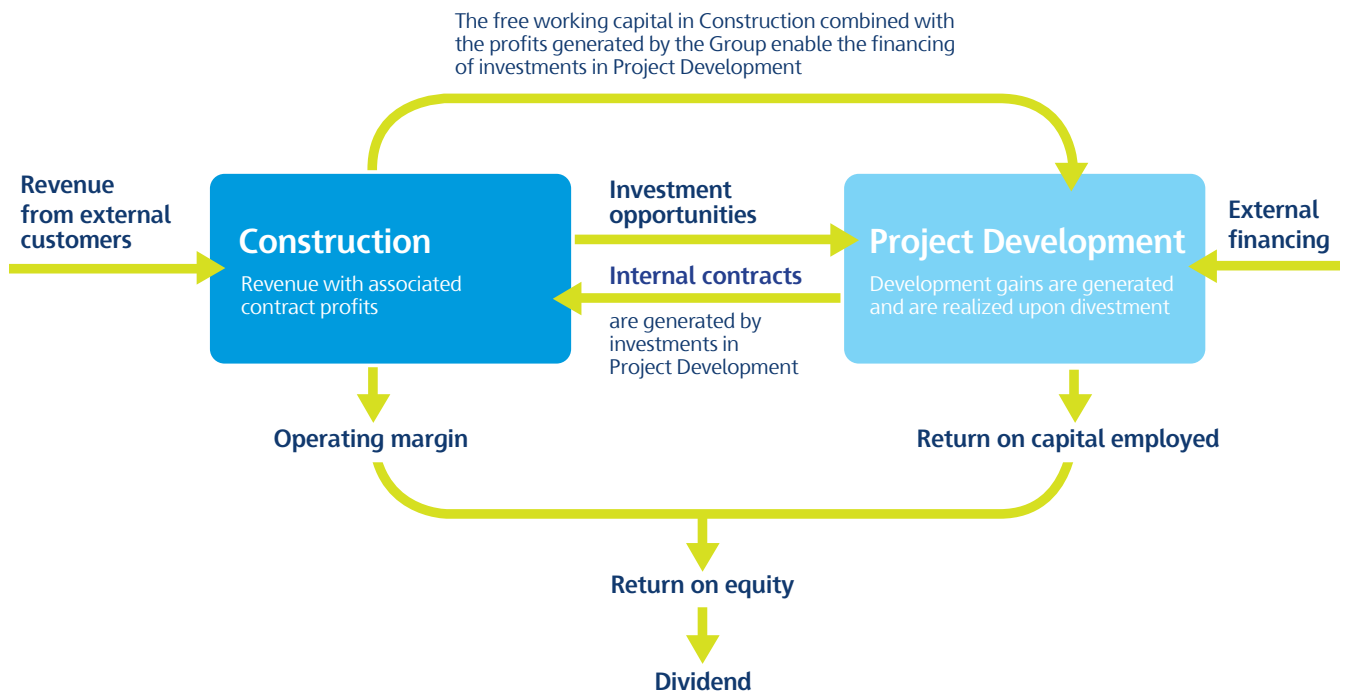 The free working capital in Construction combined with
the profits generated by the Group enable the financing
of investments in Project Development
Revenue
from external
customers
Construction
Revenue with associated
contract profits
Investment
opportunities
Internal contracts
are generated by
investments in
Project Development
Project Development
Development gains are generated
and are realized upon divestment
External
financing
Operating margin
Return on capital employed
Return on equity
Dividend